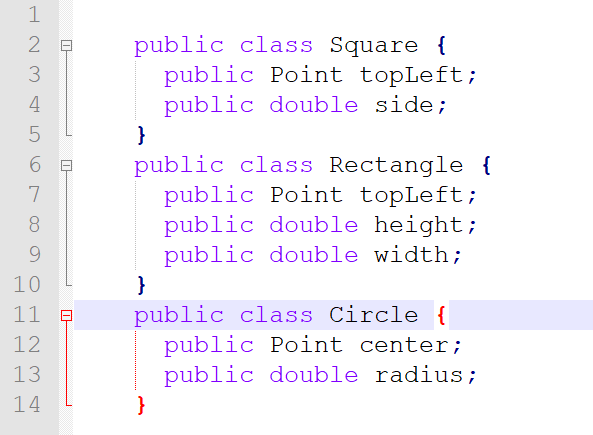 1
2 public class Square {
3 public Point topLeft;
4 public double side;
5 }
6 public class Rectangle {
7 public Point topLeft;
8 public double height;
9 public double width;
10 }
11 public class Circle {
12 public Point center;
13 public double radius;
14 }